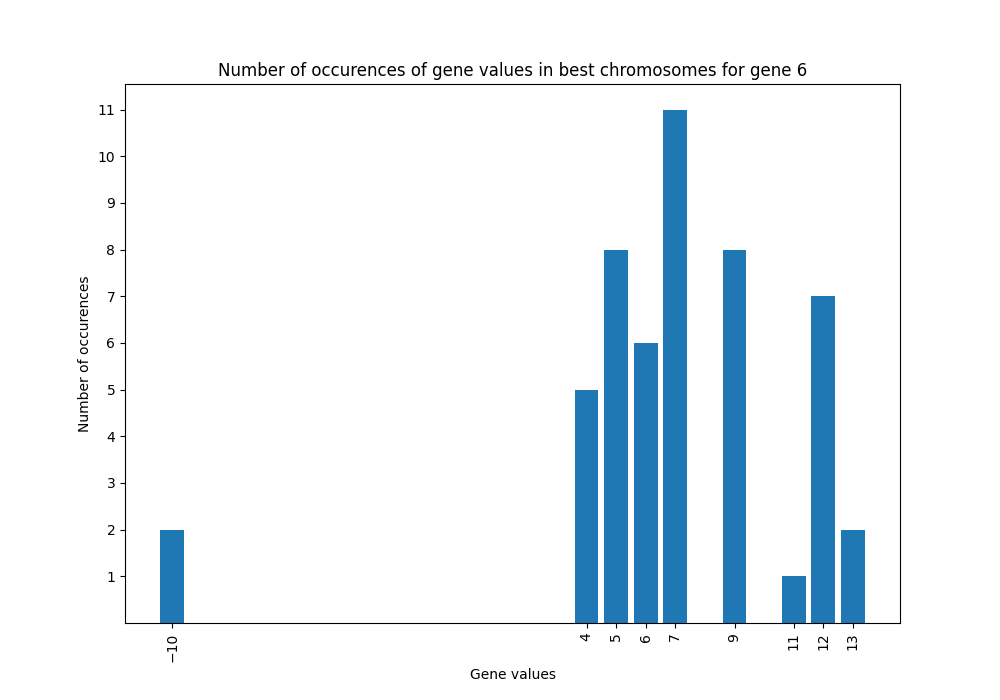 Number of occurences of gene values in best chromosomes for gene 6
11
10
9
8
7
6
5
4
3
2
1
Number of occurences
−10 4 5 6 7 9 11 12 13
Gene values